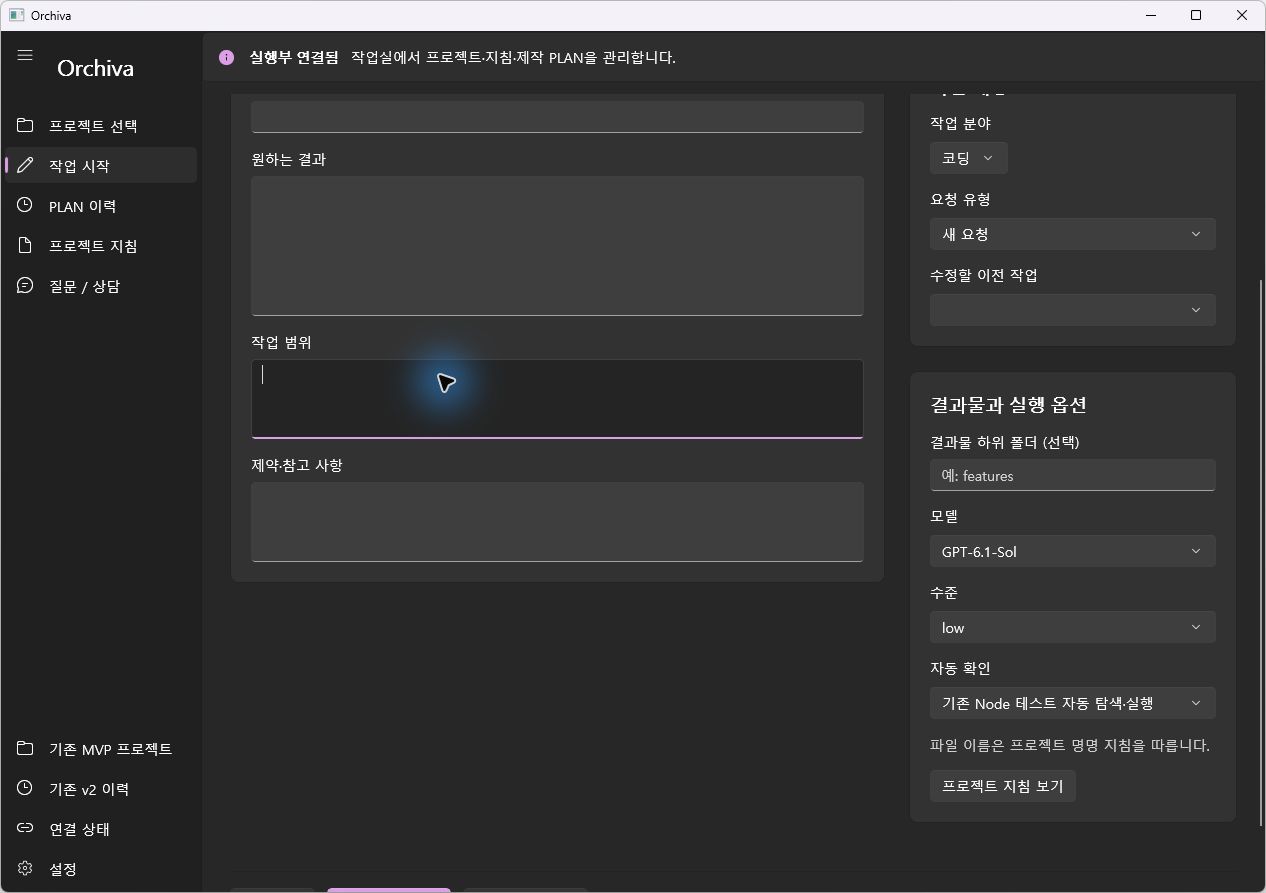 Orchiva
Orchiva
프로젝트 선택
작업 시작
PLAN 이력
프로젝트 지침
질문 / 상담
기존 MVP 프로젝트
기존 v2 이력
연결 상태
설정
실행부 연결됨 작업실에서 프로젝트·지침·제작 PLAN을 관리합니다.
원하는 결과
작업 범위
제약·참고 사항
작업 분야
코딩
요청 유형
새 요청
수정할 이전 작업
결과물과 실행 옵션
결과물 하위 폴더 (선택)
예: features
모델
GPT-6.1-Sol
수준
low
자동 확인
기존 Node 테스트 자동 탐색·실행
파일 이름은 프로젝트 명명 지침을 따릅니다.
프로젝트 지침 보기